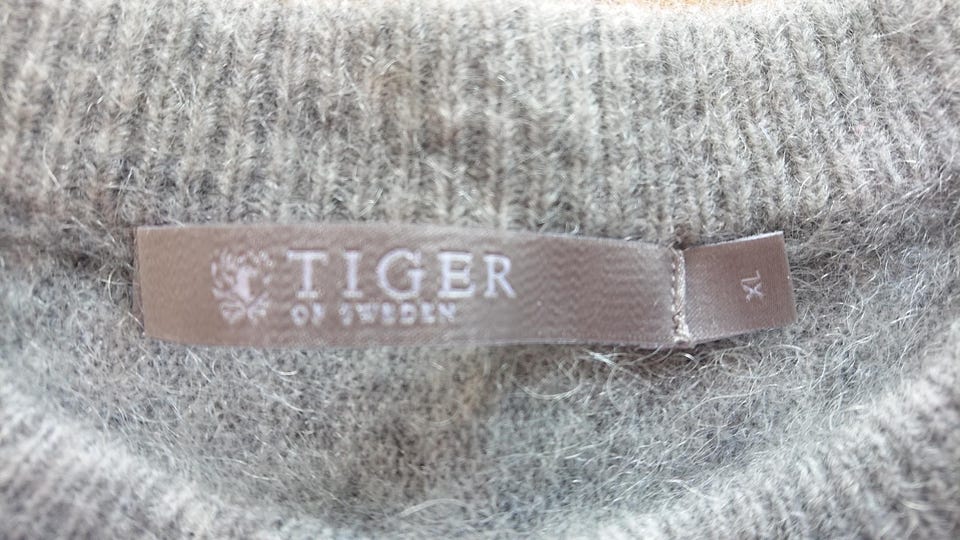 TIGER
OF SWEDEN
XL